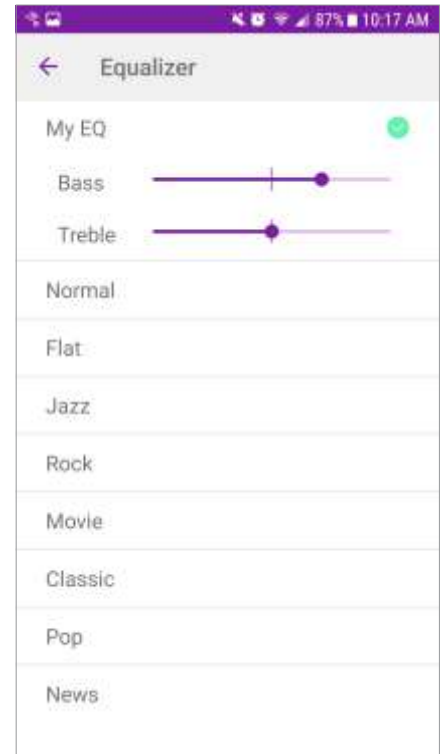 87% 10:17 AM
Equalizer
My EQ
Bass
Treble
Normal
Flat
Jazz
Rock
Movie
Classic
Pop
News